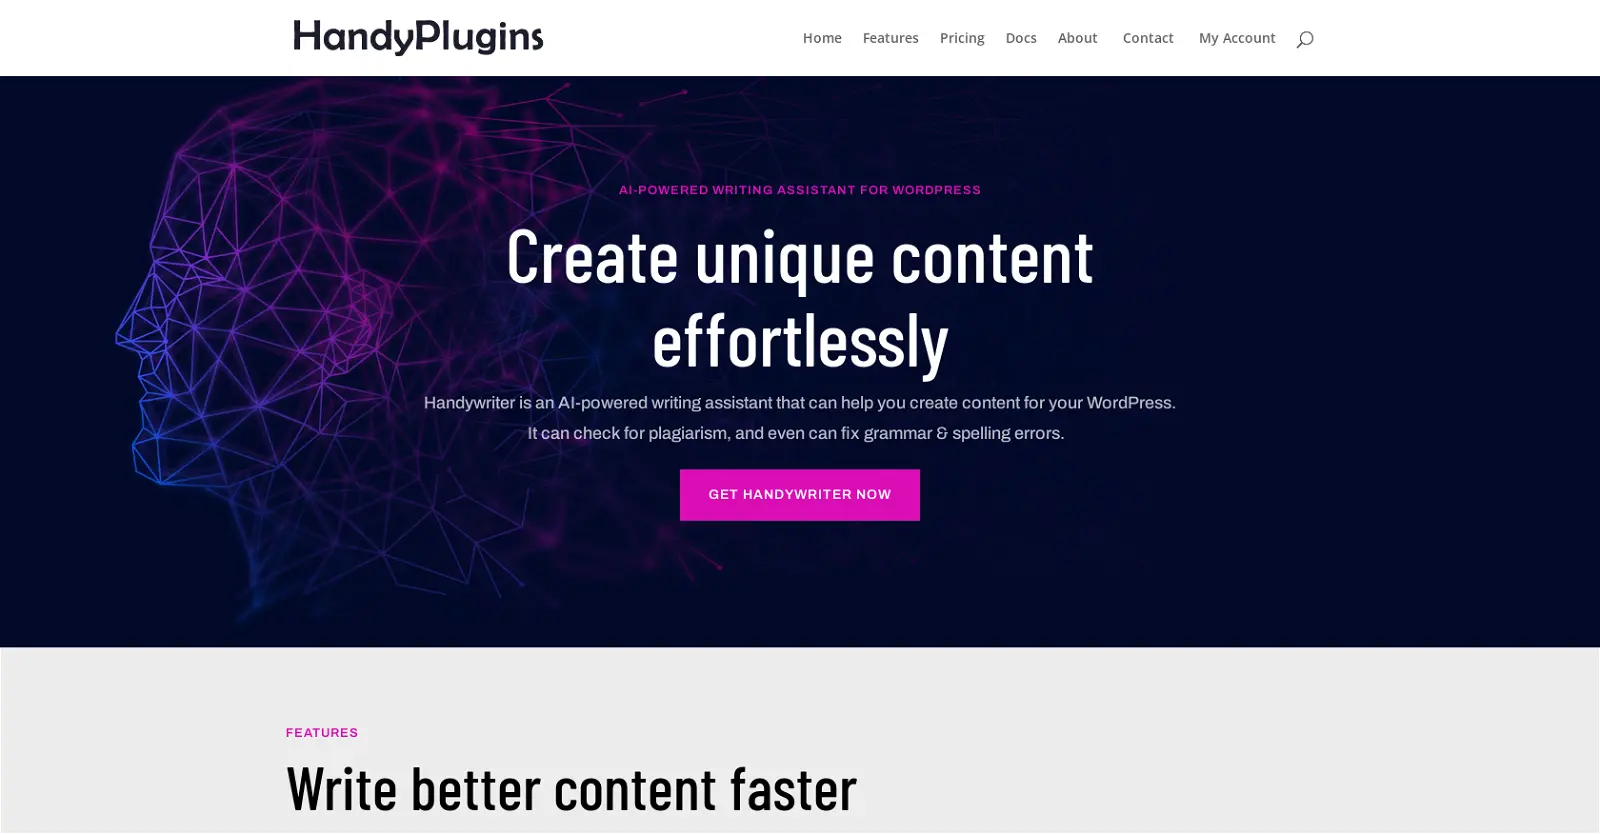 HandyPlugins
Home Features Pricing Docs About Contact My Account
AI-POWERED WRITING ASSISTANT FOR WORDPRESS
Create unique content
effortlessly
Handywriter is an AI-powered writing assistant that can help you create content for your WordPress.
It can check for plagiarism, and even can fix grammar & spelling errors.
GET HANDYWRITER NOW
FEATURES
Write better content faster